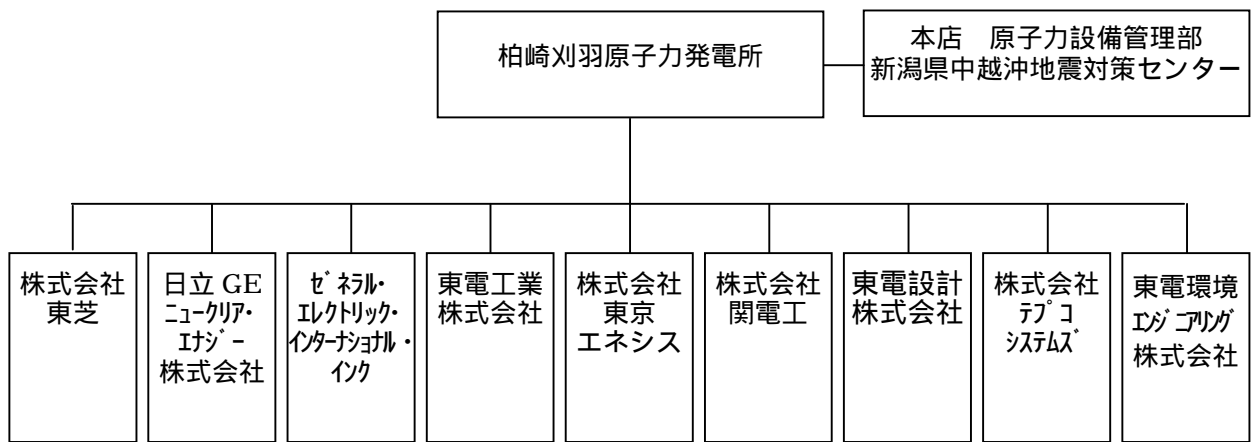 柏崎刈羽原子力発電所
本店　原子力設備管理部
新潟県中越沖地震対策センター
株式会社
東芝
日立 GE
ﾆｭｰｸﾘｱ･
ｴﾅｼﾞｰ
株式会社
ｾﾞﾈﾗﾙ･
ｴﾚｸﾄﾘｯｸ･
ｲﾝﾀｰﾅｼｮﾅﾙ･
ｲﾝｸ
東電工業
株式会社
株式会社
東京
エネシス
株式会社
関電工
東電設計
株式会社
株式会社
ﾃﾌﾟｺ
ｼｽﾃﾑｽﾞ
東電環境
ｴﾝｼﾞﾆｱﾘﾝｸﾞ
株式会社